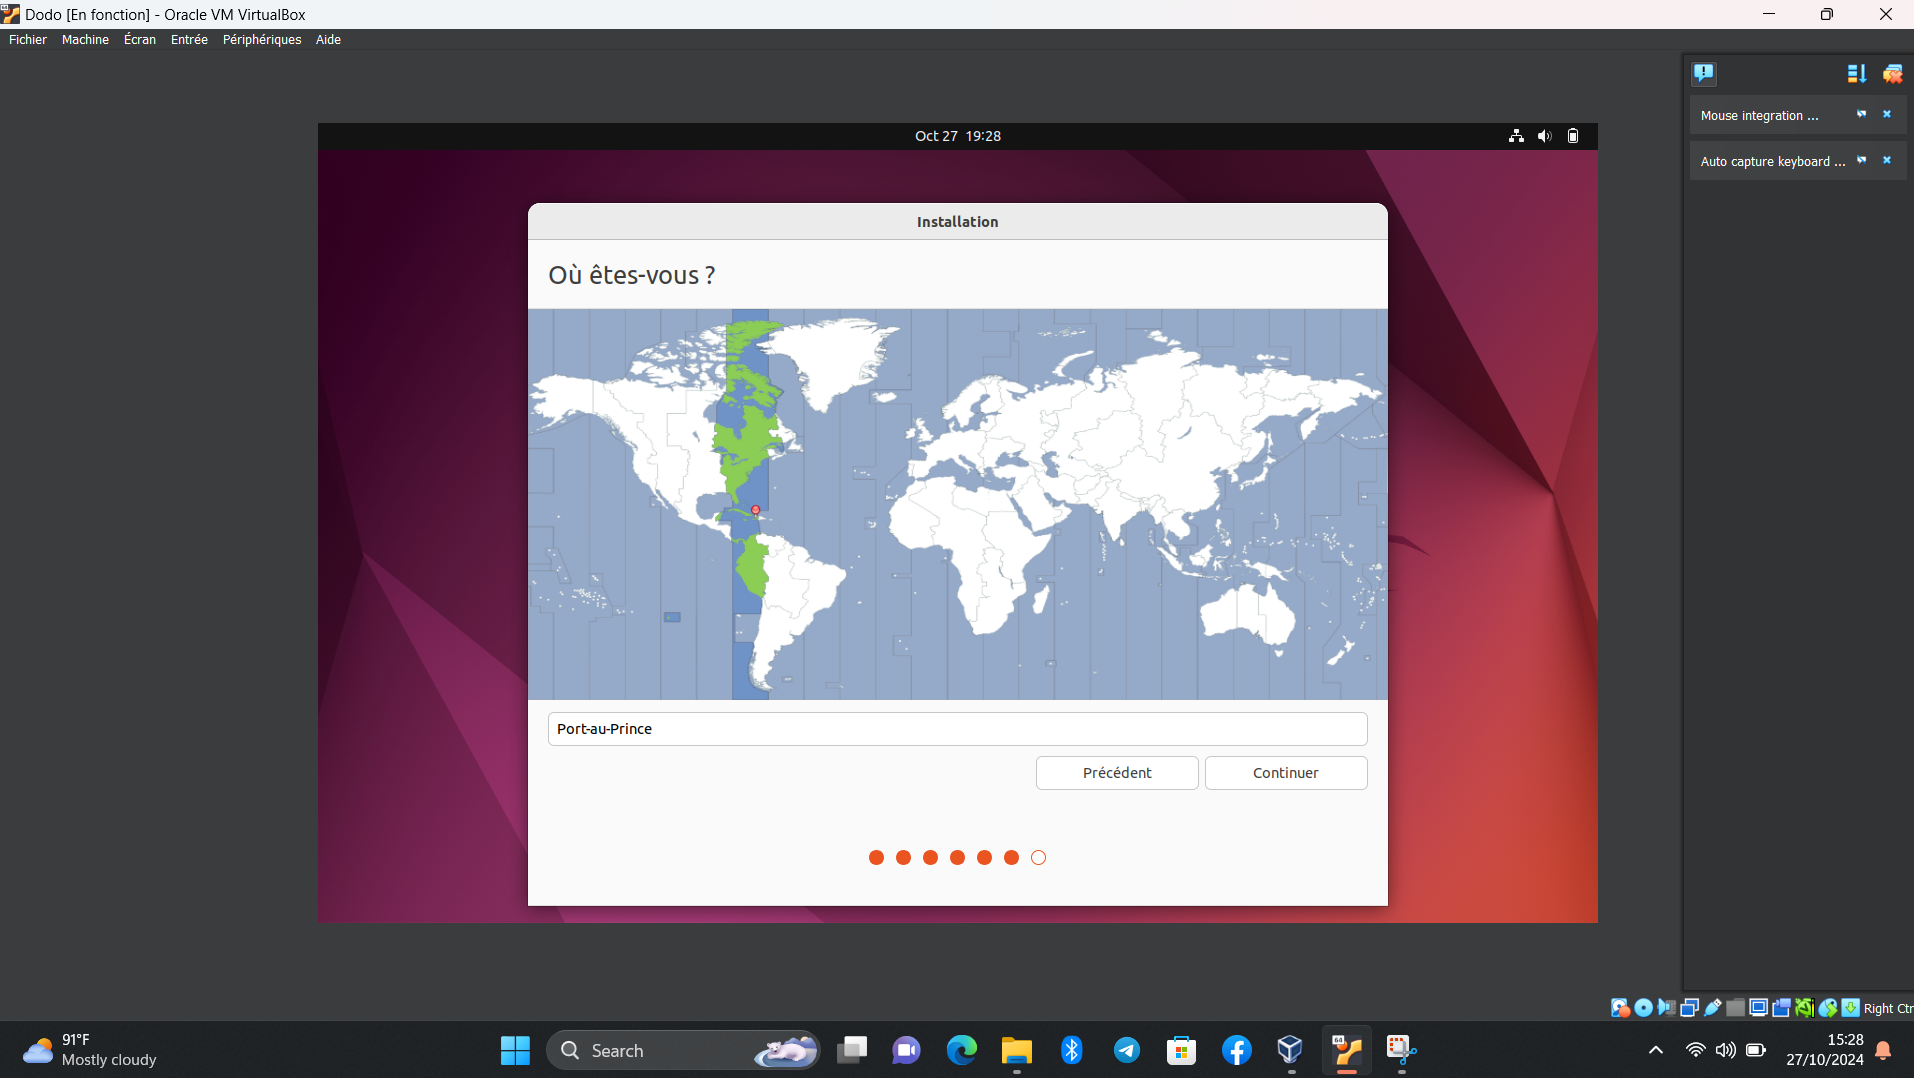 Dodo [En fonction] - Oracle VM VirtualBox
Fichier Machine Écran Entrée Périphériques Aide
Mouse integration ...
Auto capture keyboard ...
Oct 27 19:28
Installation
Où êtes-vous ?
Port-au-Prince
Précédent Continuer
Right Ctr
91°F
Mostly cloudy
Search
64
15:28
27/10/2024